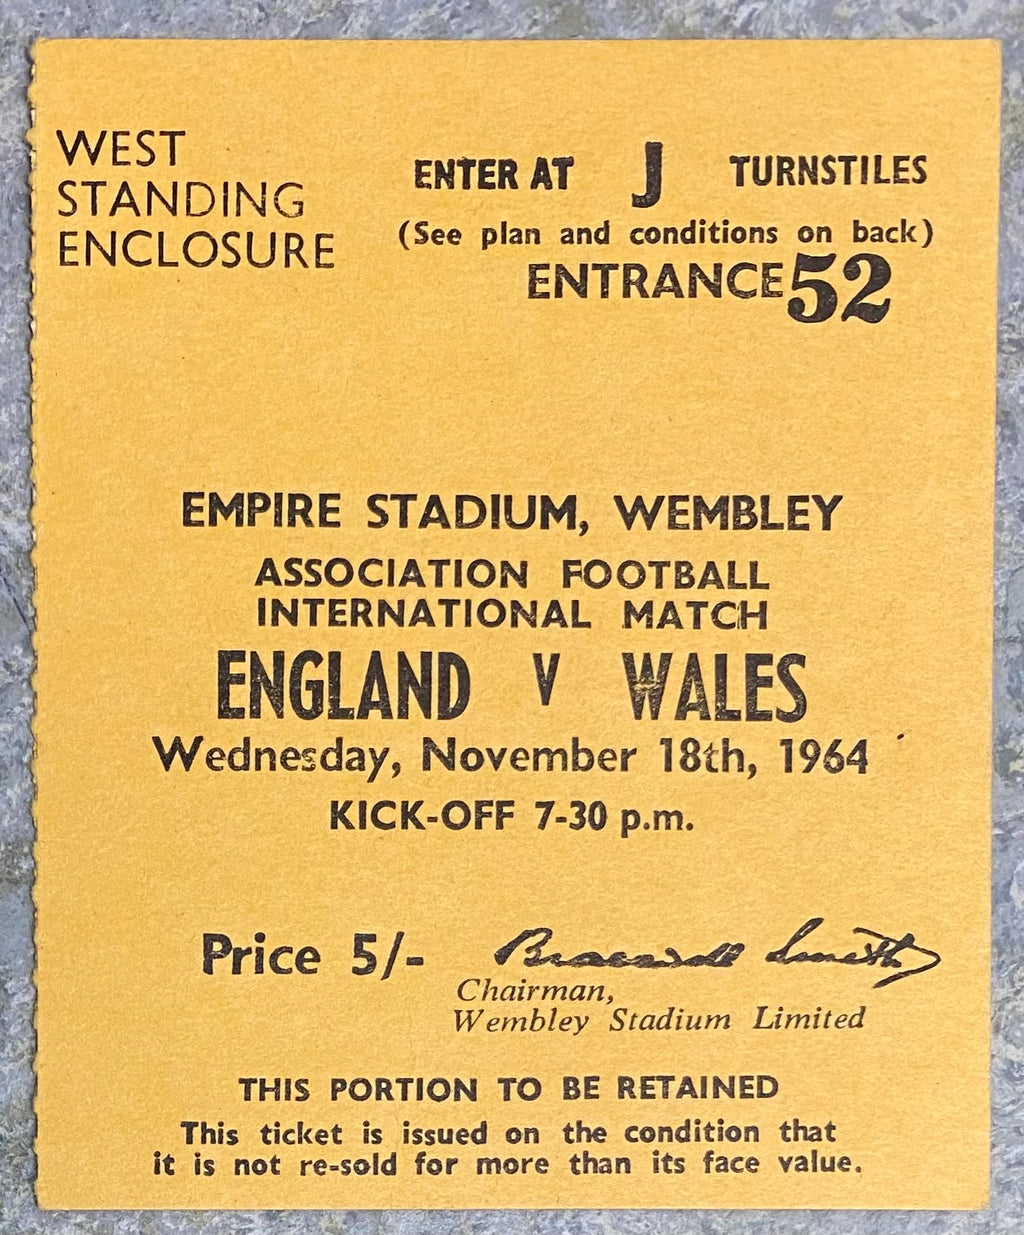 WEST
STANDING
ENCLOSURE
ENTER AT J TURNSTILES
(See plan and conditions on back)
ENTRANCE 52
EMPIRE STADIUM, WEMBLEY
ASSOCIATION FOOTBALL
INTERNATIONAL MATCH
ENGLAND V WALES
Wednesday, November 18th, 1964
KICK-OFF 7-30 p.m.
Price 5/-
Bracewell Smith
Chairman,
Wembley Stadium Limited
THIS PORTION TO BE RETAINED
This ticket is issued on the condition that
it is not re-sold for more than its face value.